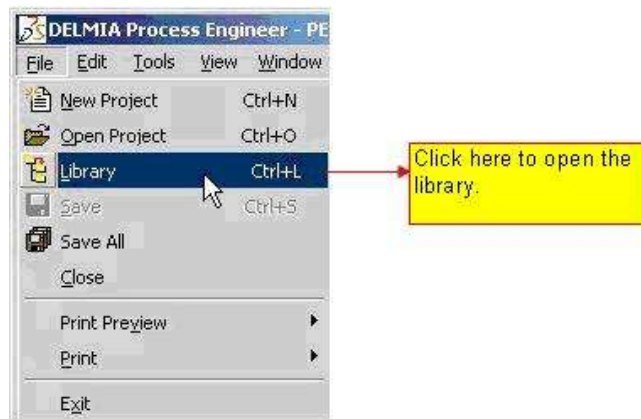 DELMIA Process Engineer - PE
File Edit Tools View Window
New Project Ctrl+N
Open Project Ctrl+O
Library Ctrl+L
Save Ctrl+S
Save All
Close
Print Preview
Print
Exit
Click here to open the
library.